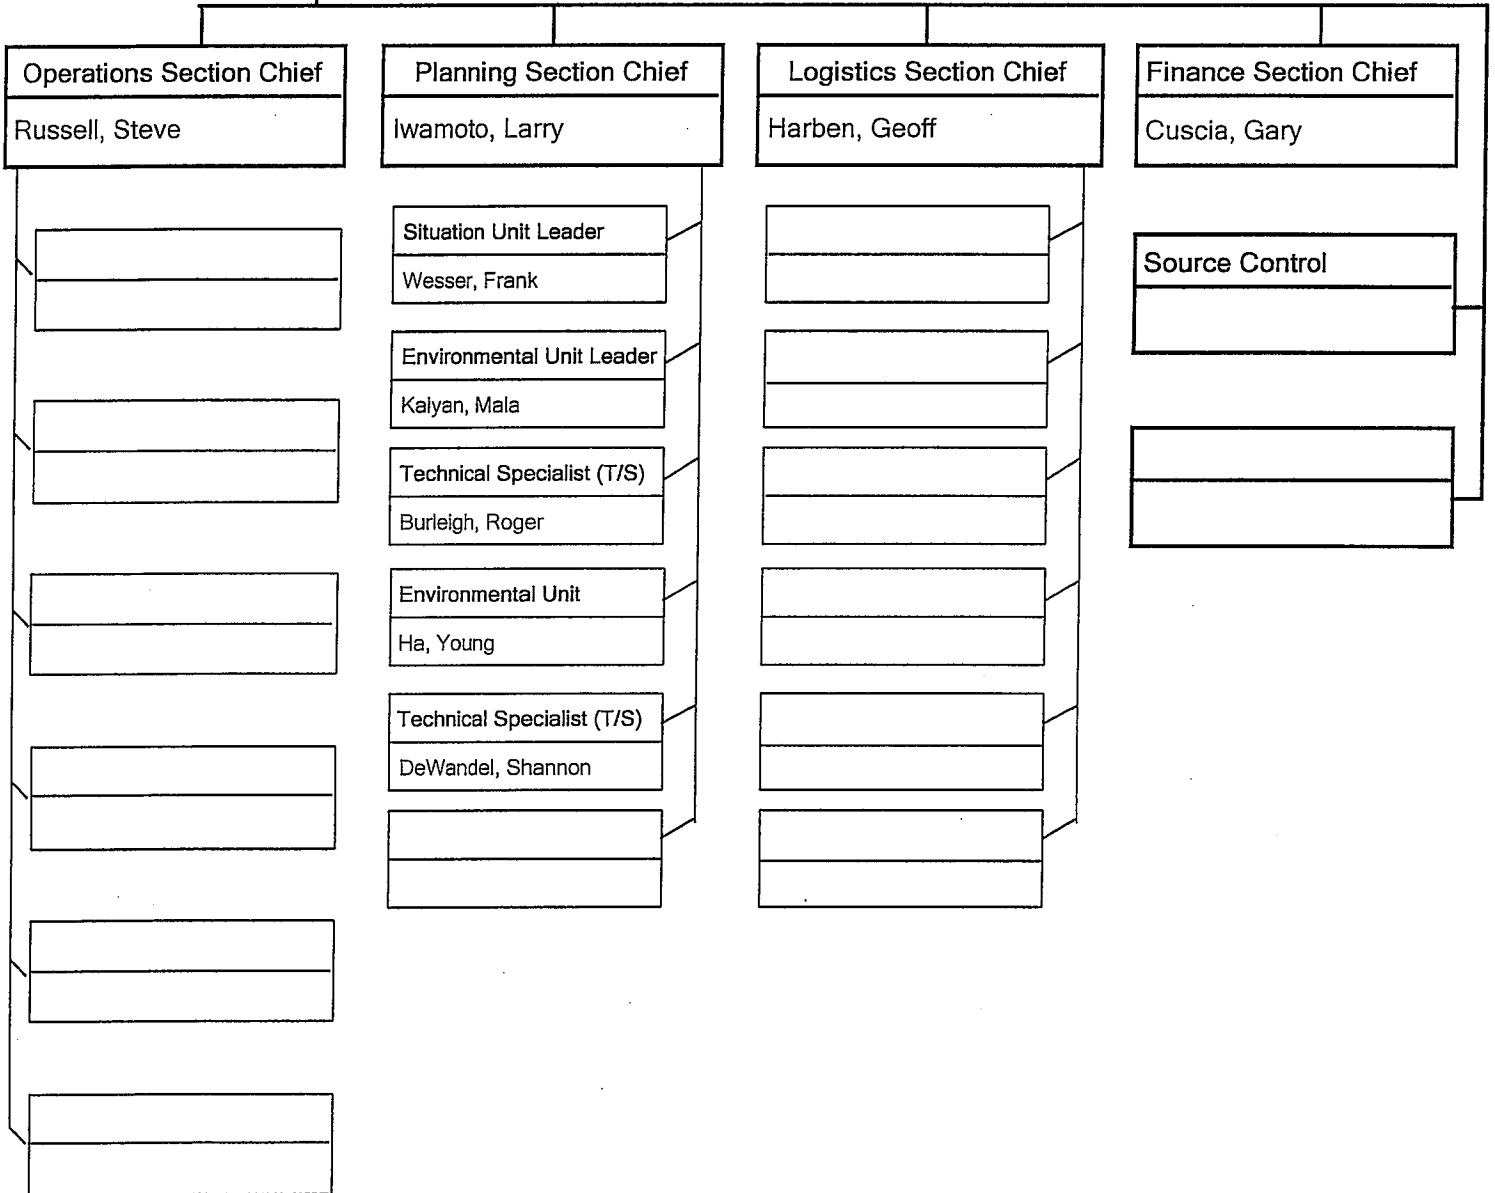 Operations Section Chief
Russell, Steve
Planning Section Chief
Iwamoto, Larry
Situation Unit Leader
Wesser, Frank
Environmental Unit Leader
Kaiyan, Mala
Technical Specialist (T/S)
Burleigh, Roger
Environmental Unit
Ha, Young
Technical Specialist (T/S)
DeWandel, Shannon
Logistics Section Chief
Harben, Geoff
Finance Section Chief
Cuscia, Gary
Source Control